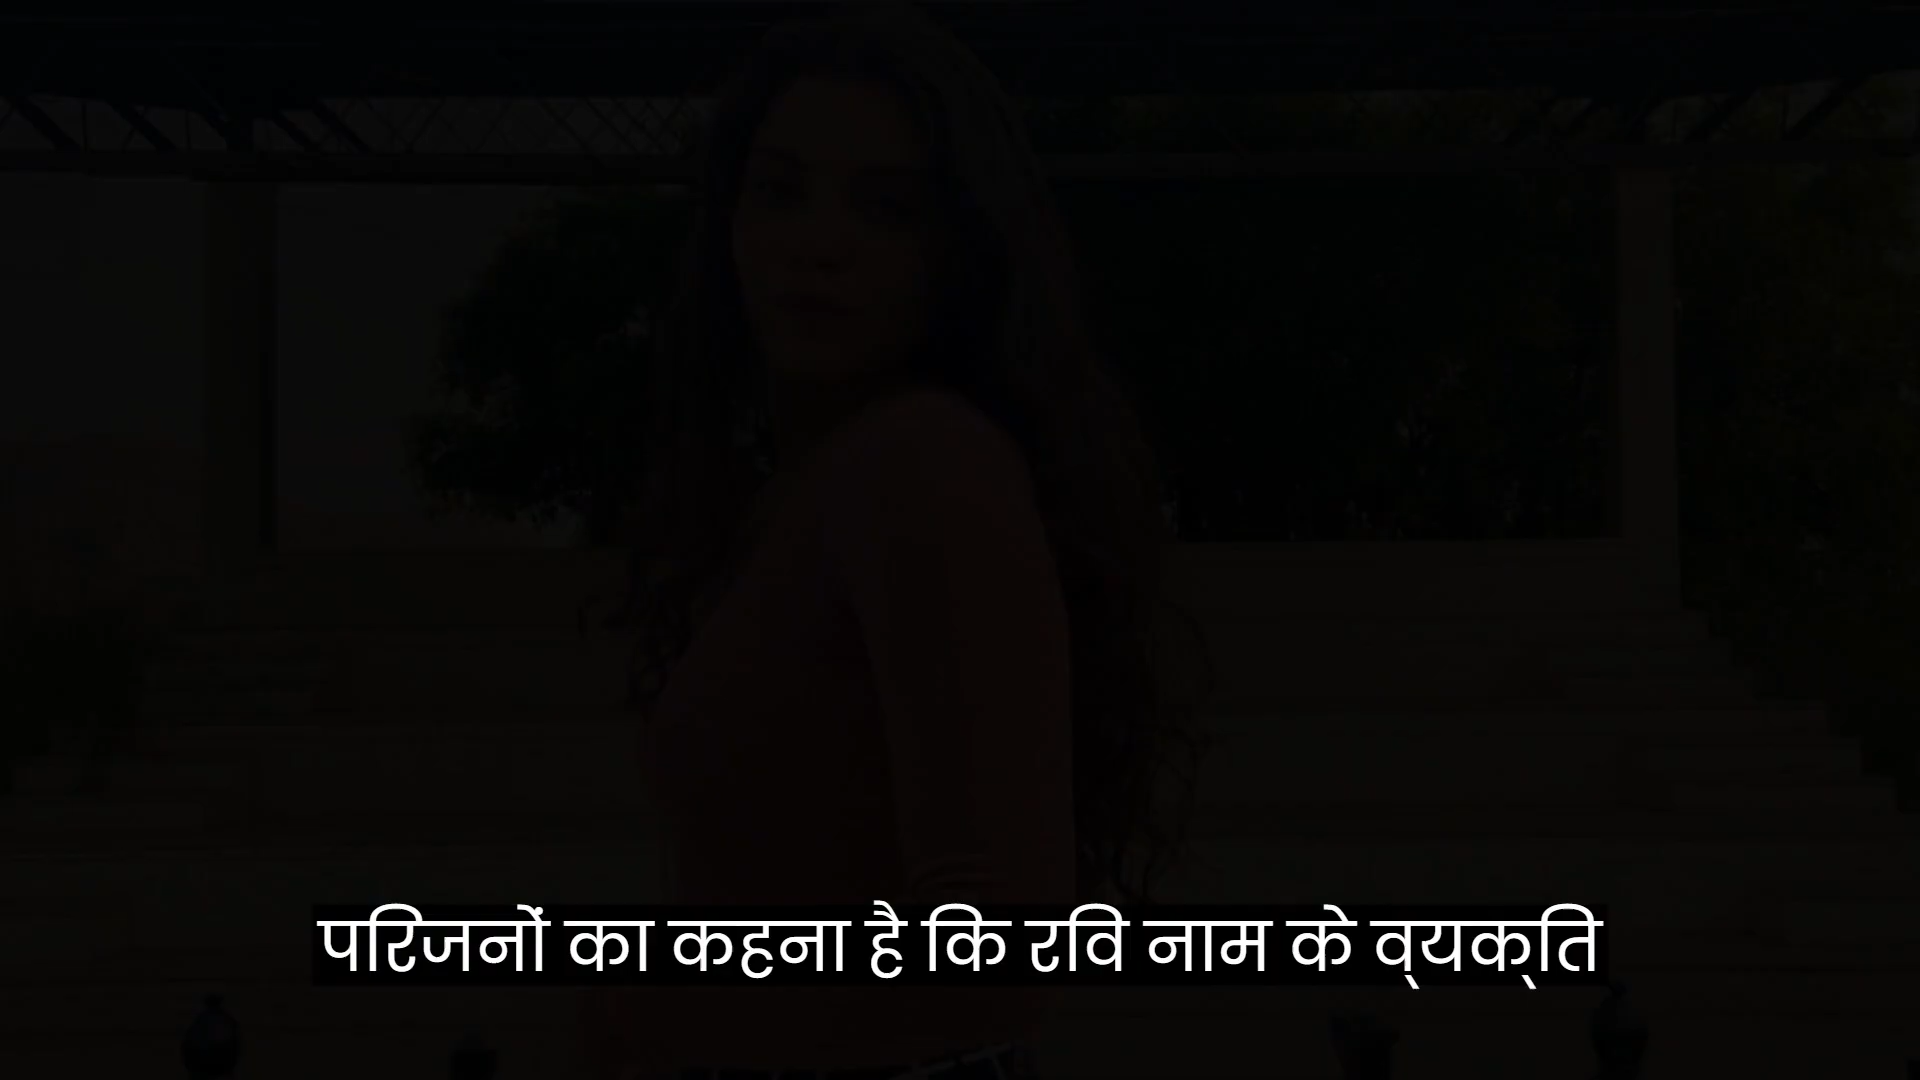 परिजनों का कहना है कि रवि नाम के व्यक्ति